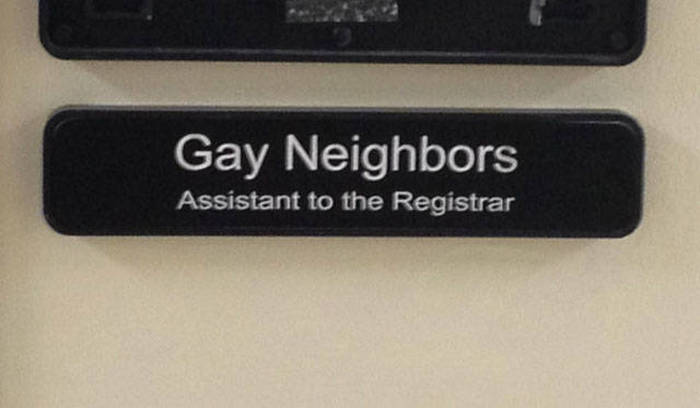 Gay Neighbors
Assistant to the Registrar